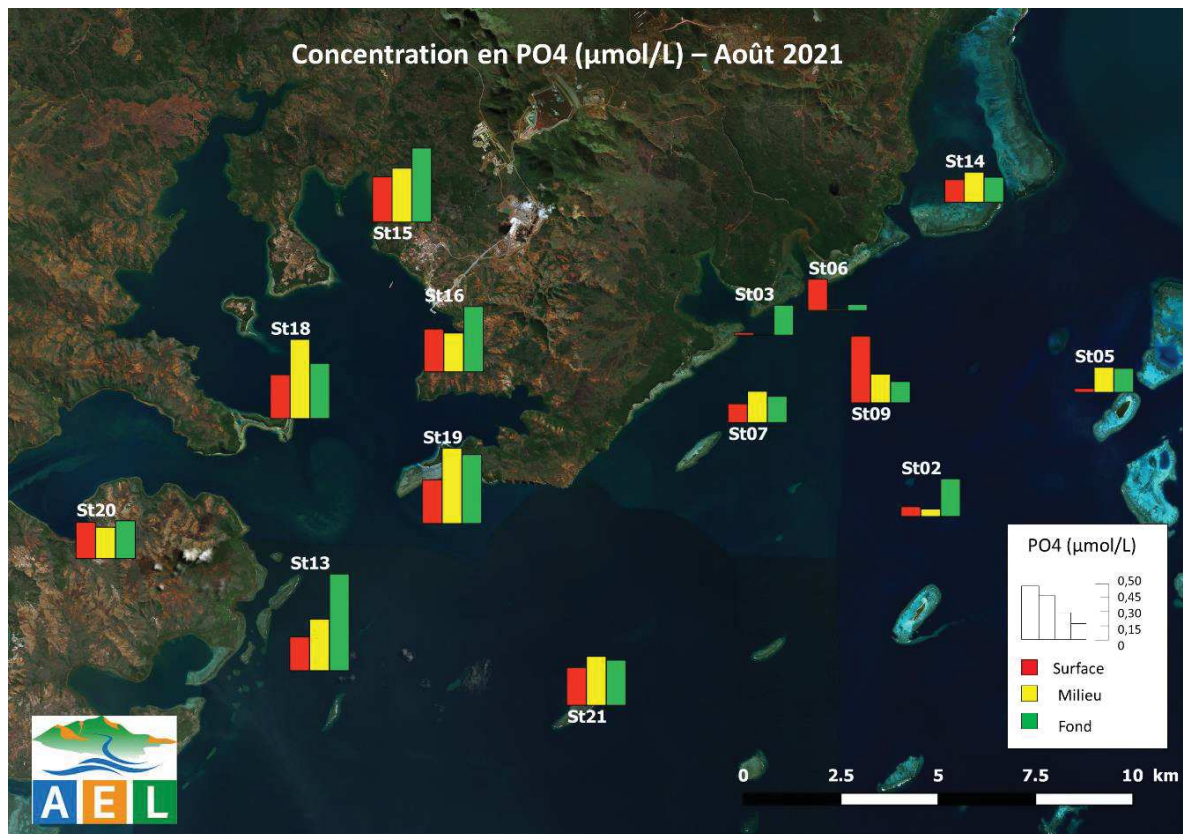 Concentration en PO4 (µmol/L) – Août 2021
St14
St15
St06
St03
St16
St18
St05
St09
St07
St19
St02
St20
St13
St21
PO4 (µmol/L)
0,50
0,45
0,30
0,15
0
Surface
Milieu
Fond
0 2.5 5 7.5 10 km
A E L